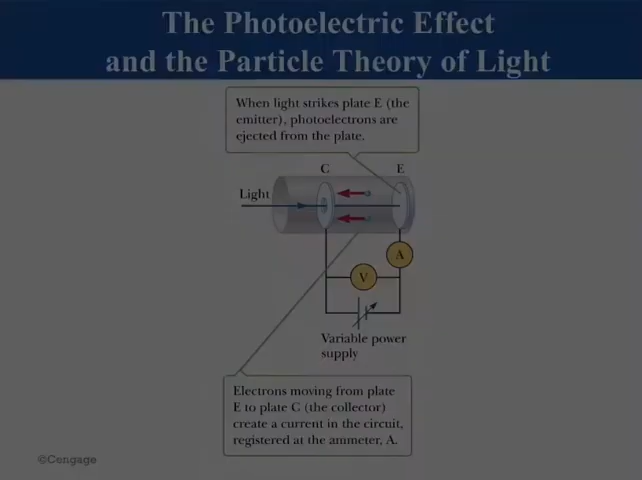 The Photoelectric Effect
and the Particle Theory of Light
When light strikes plate E (the
emitter), photoelectrons are
ejected from the plate.
C
E
Light
A
V
Variable power
supply
Electrons moving from plate
E to plate C (the collector)
create a current in the circuit,
registered at the ammeter, A.
©Cengage